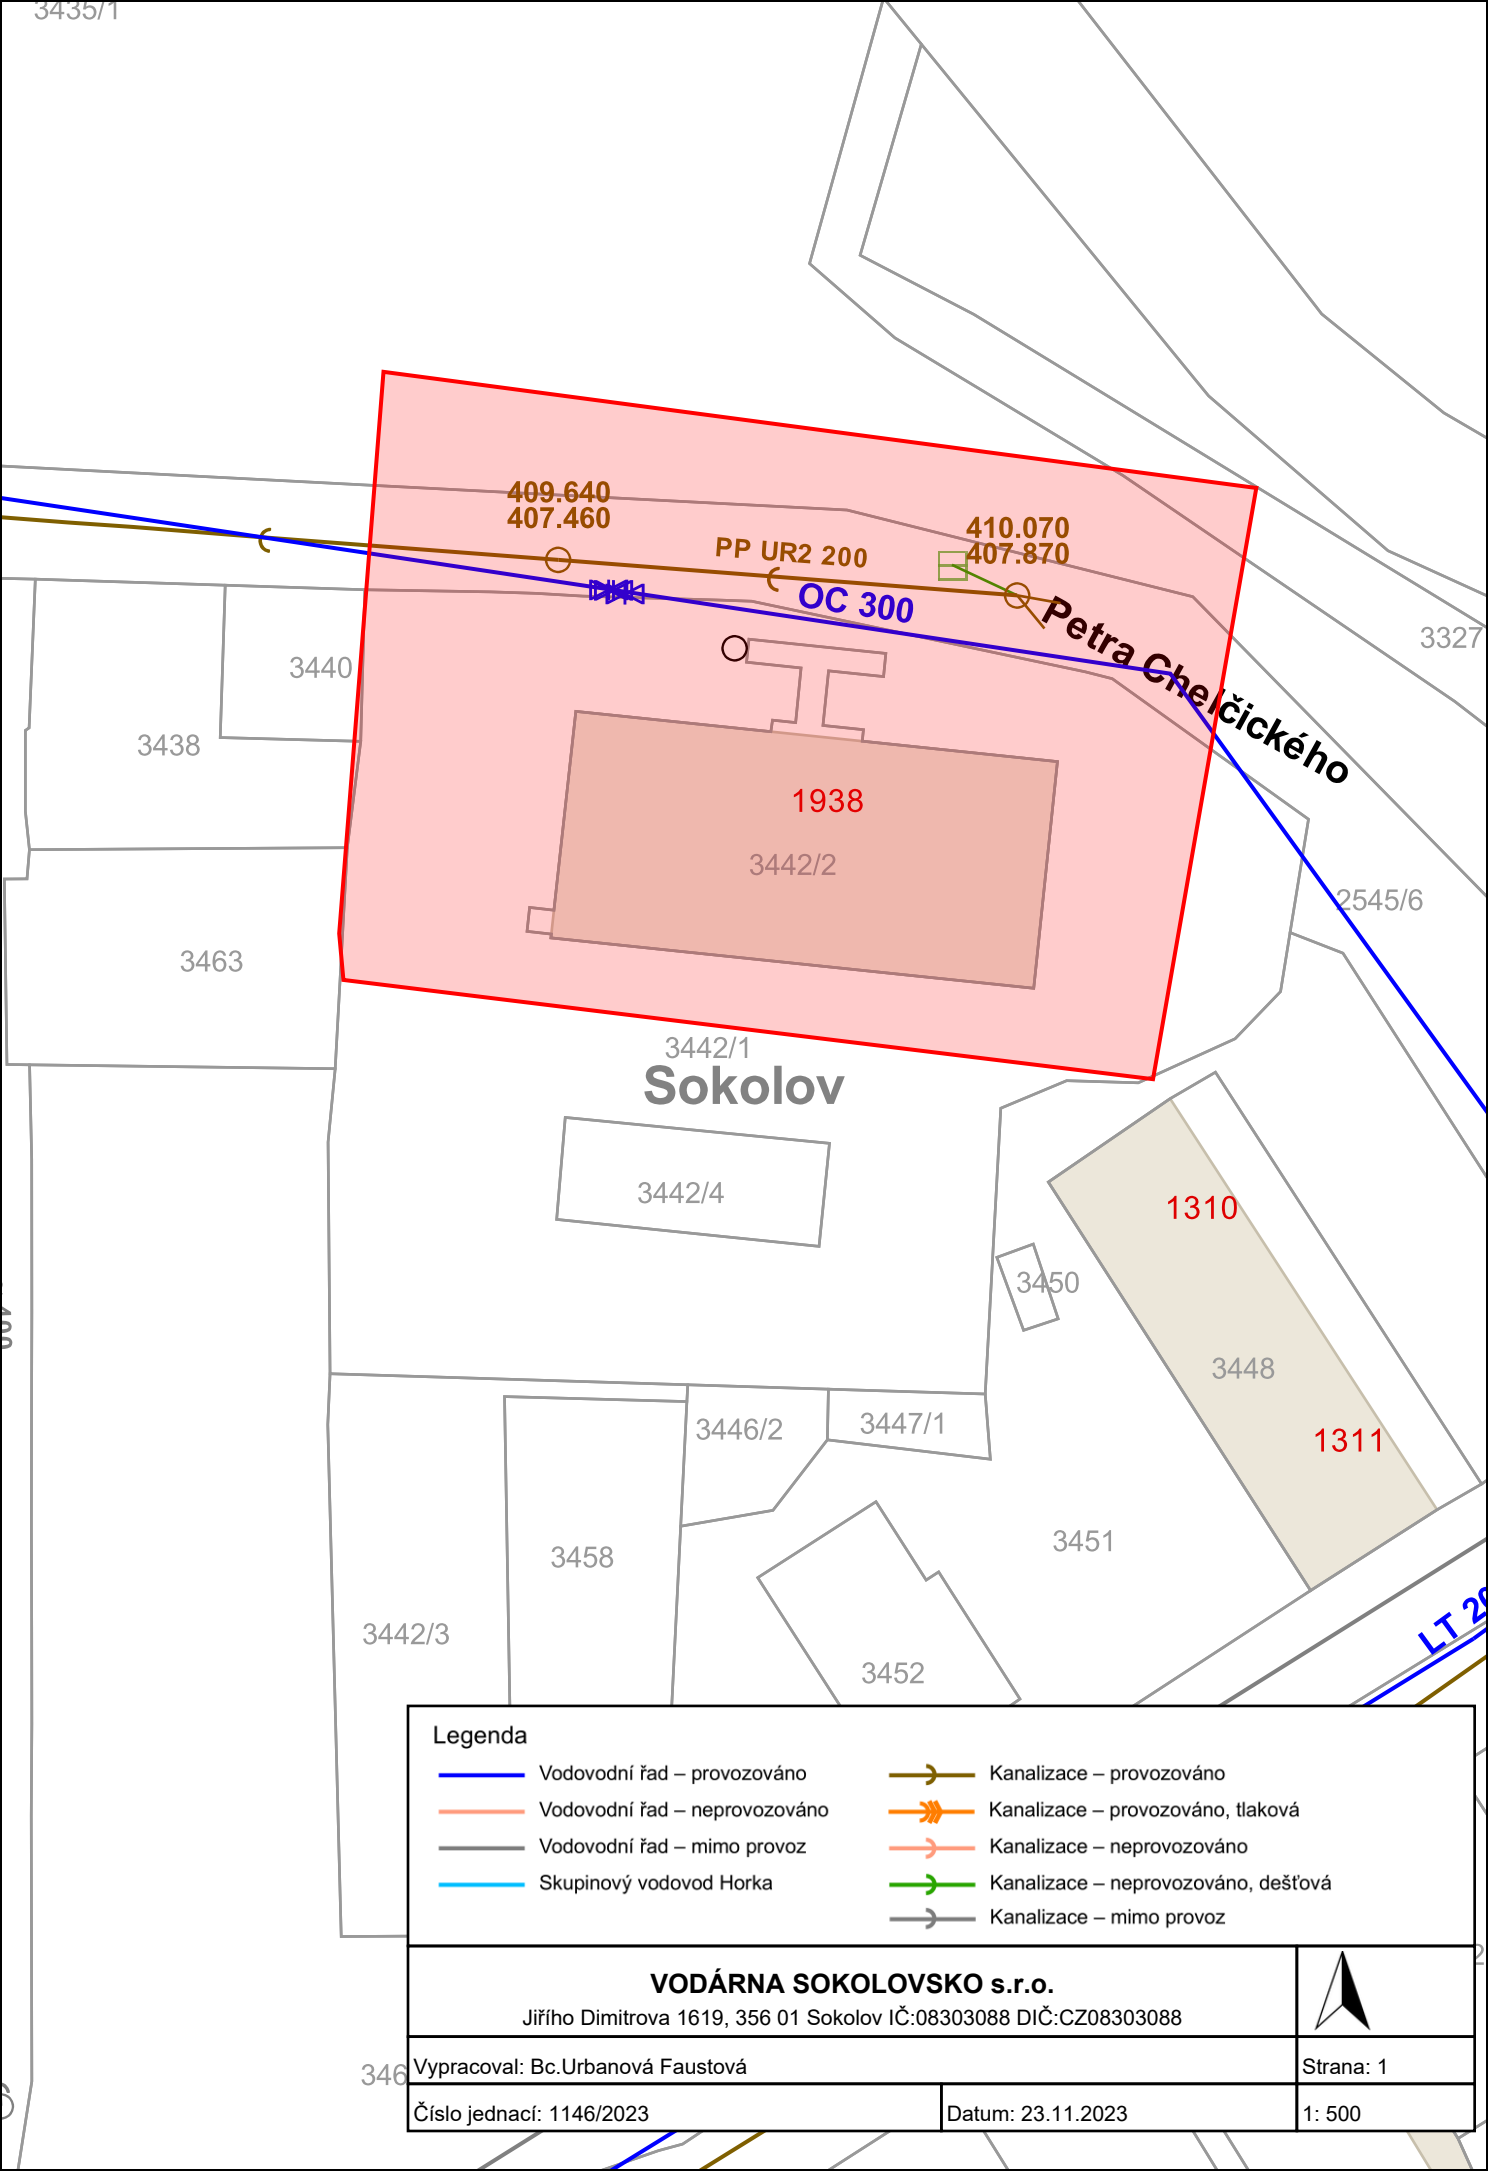 3435/1
409.640
407.460
PP UR2 200
410.070
407.870
OC 300
Petra Chelčického
3327
3440
3438
1938
3442/2
2545/6
3463
3442/1
Sokolov
3442/4
1310
3450
3448
1311
3446/2
3447/1
3451
3458
3442/3
3452
LT 20
Legenda
Vodovodní řad – provozováno
Vodovodní řad – neprovozováno
Vodovodní řad – mimo provoz
Skupinový vodovod Horka
Kanalizace – provozováno
Kanalizace – provozováno, tlaková
Kanalizace – neprovozováno
Kanalizace – neprovozováno, dešťová
Kanalizace – mimo provoz
VODÁRNA SOKOLOVSKO s.r.o.
Jiřího Dimitrova 1619, 356 01 Sokolov IČ:08303088 DIČ:CZ08303088
346
Vypracoval: Bc.Urbanová Faustová
Strana: 1
Číslo jednací: 1146/2023
Datum: 23.11.2023
1: 500